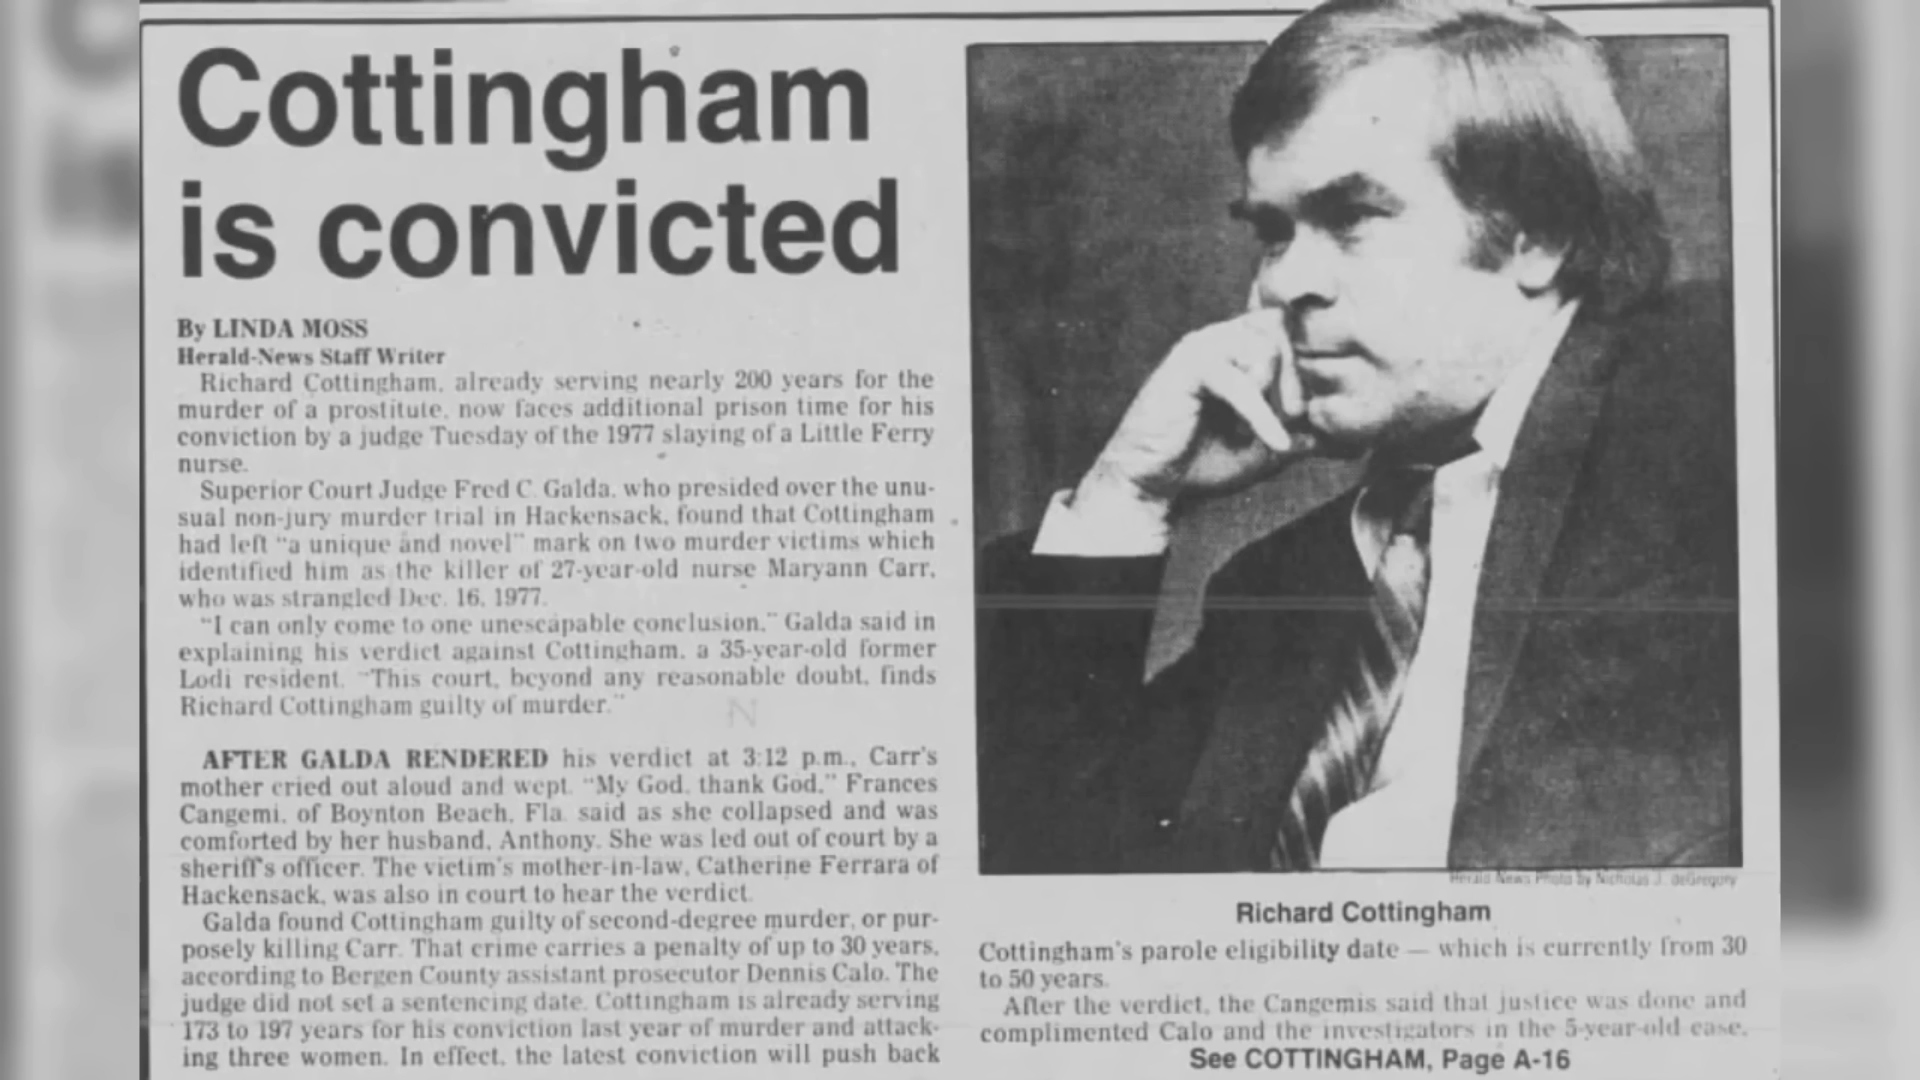 Cottingham
is convicted
By LINDA MOSS
Herald-News Staff Writer
Richard Cottingham, already serving nearly 200 years for the
murder of a prostitute, now faces additional prison time for his
conviction by a judge Tuesday of the 1977 slaying of a Little Ferry
nurse.
Superior Court Judge Fred C. Galda, who presided over the unu-
sual non-jury murder trial in Hackensack, found that Cottingham
had left "a unique and novel" mark on two murder victims which
identified him as the killer of 27-year-old nurse Maryann Carr,
who was strangled Dec. 16, 1977.
"I can only come to one unescapable conclusion," Galda said in
explaining his verdict against Cottingham, a 35-year-old former
Lodi resident. "This court, beyond any reasonable doubt, finds
Richard Cottingham guilty of murder."
AFTER GALDA RENDERED his verdict at 3:12 p.m., Carr's
mother cried out aloud and wept. "My God, thank God," Frances
Cangemi, of Boynton Beach, Fla. said as she collapsed and was
comforted by her husband, Anthony. She was led out of court by a
sheriff's officer. The victim's mother-in-law, Catherine Ferrara of
Hackensack, was also in court to hear the verdict.
Galda found Cottingham guilty of second-degree murder, or pur-
posely killing Carr. That crime carries a penalty of up to 30 years,
according to Bergen County assistant prosecutor Dennis Calo. The
judge did not set a sentencing date. Cottingham is already serving
173 to 197 years for his conviction last year of murder and attack-
ing three women. In effect, the latest conviction will push back
Herald News Photo by Nicholas J. deGregory
Richard Cottingham
Cottingham's parole eligibility date — which is currently from 30
to 50 years.
After the verdict, the Cangemis said that justice was done and
complimented Calo and the investigators in the 5-year-old case.
See COTTINGHAM, Page A-16